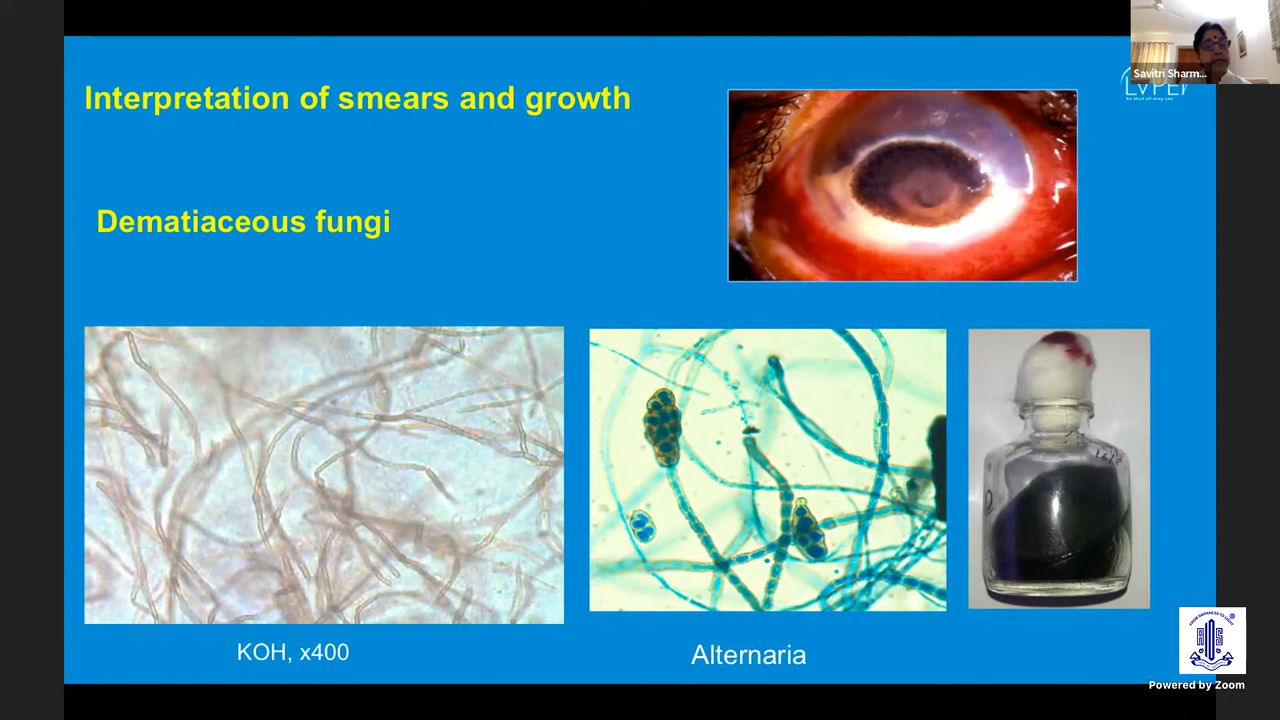 Interpretation of smears and growth
Savitri Sharm...
LVPEI
Dematiaceous fungi
KOH, x400
Alternaria
Powered by Zoom